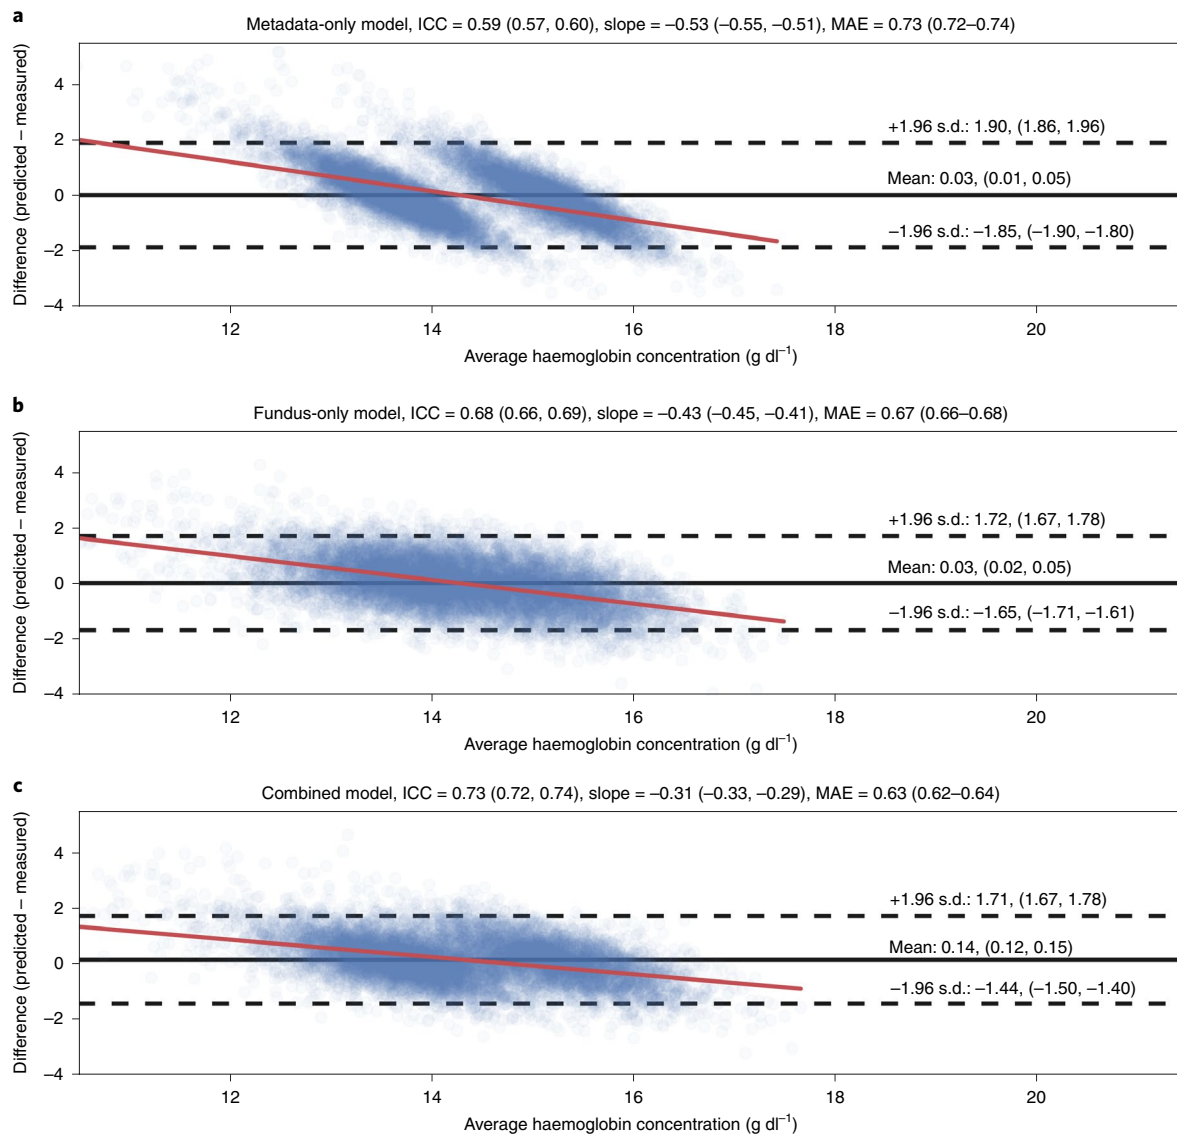 a
Metadata-only model, ICC = 0.59 (0.57, 0.60), slope = –0.53 (–0.55, –0.51), MAE = 0.73 (0.72–0.74)
Difference (predicted – measured)
4
2
0
–2
–4
+1.96 s.d.: 1.90, (1.86, 1.96)
Mean: 0.03, (0.01, 0.05)
–1.96 s.d.: –1.85, (–1.90, –1.80)
12 14 16 18 20
Average haemoglobin concentration (g dl⁻¹)
b
Fundus-only model, ICC = 0.68 (0.66, 0.69), slope = –0.43 (–0.45, –0.41), MAE = 0.67 (0.66–0.68)
Difference (predicted – measured)
4
2
0
–2
–4
+1.96 s.d.: 1.72, (1.67, 1.78)
Mean: 0.03, (0.02, 0.05)
–1.96 s.d.: –1.65, (–1.71, –1.61)
12 14 16 18 20
Average haemoglobin concentration (g dl⁻¹)
c
Combined model, ICC = 0.73 (0.72, 0.74), slope = –0.31 (–0.33, –0.29), MAE = 0.63 (0.62–0.64)
Difference (predicted – measured)
4
2
0
–2
–4
+1.96 s.d.: 1.71, (1.67, 1.78)
Mean: 0.14, (0.12, 0.15)
–1.96 s.d.: –1.44, (–1.50, –1.40)
12 14 16 18 20
Average haemoglobin concentration (g dl⁻¹)